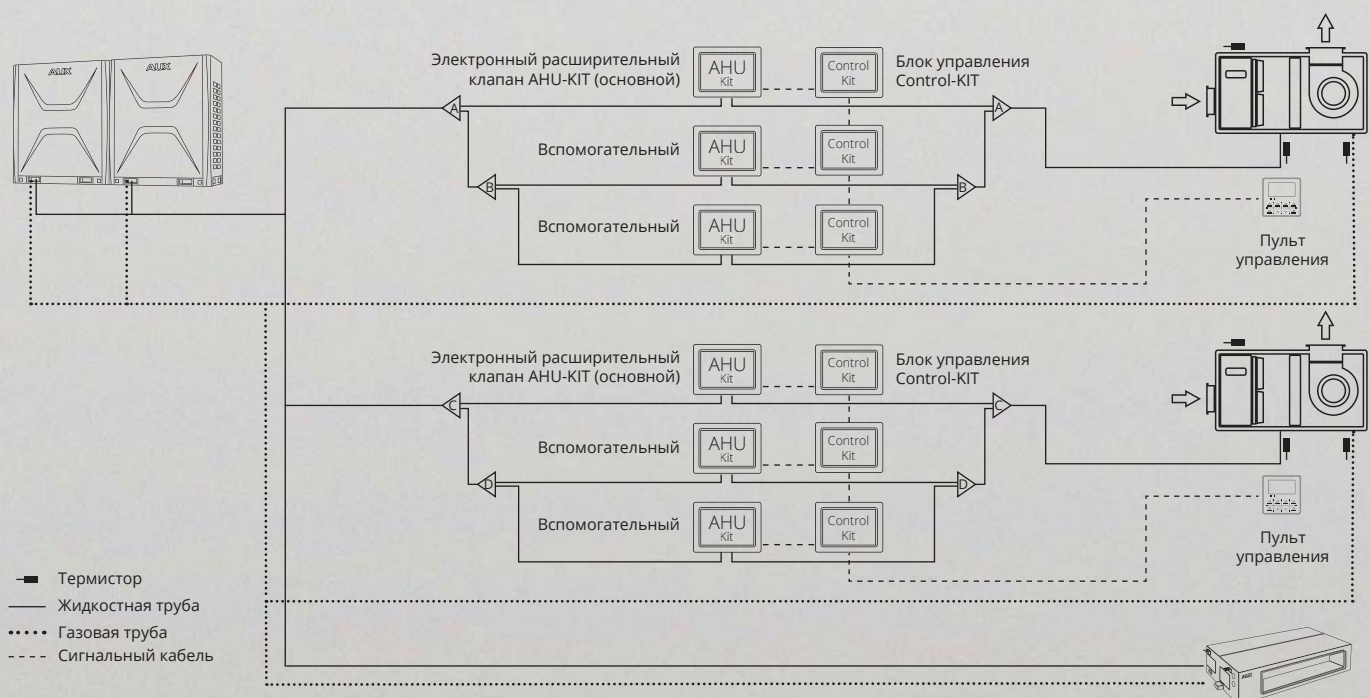 AUX
AUX
Электронный расширительный
клапан AHU-KIT (основной)
AHU
Kit
Control
Kit
Блок управления
Control-KIT
A
A
Вспомогательный
AHU
Kit
Control
Kit
B
B
Вспомогательный
AHU
Kit
Control
Kit
Пульт
управления
Электронный расширительный
клапан AHU-KIT (основной)
AHU
Kit
Control
Kit
Блок управления
Control-KIT
C
C
Вспомогательный
AHU
Kit
Control
Kit
D
D
Вспомогательный
AHU
Kit
Control
Kit
Пульт
управления
Термистор
Жидкостная труба
Газовая труба
Сигнальный кабель
AUX